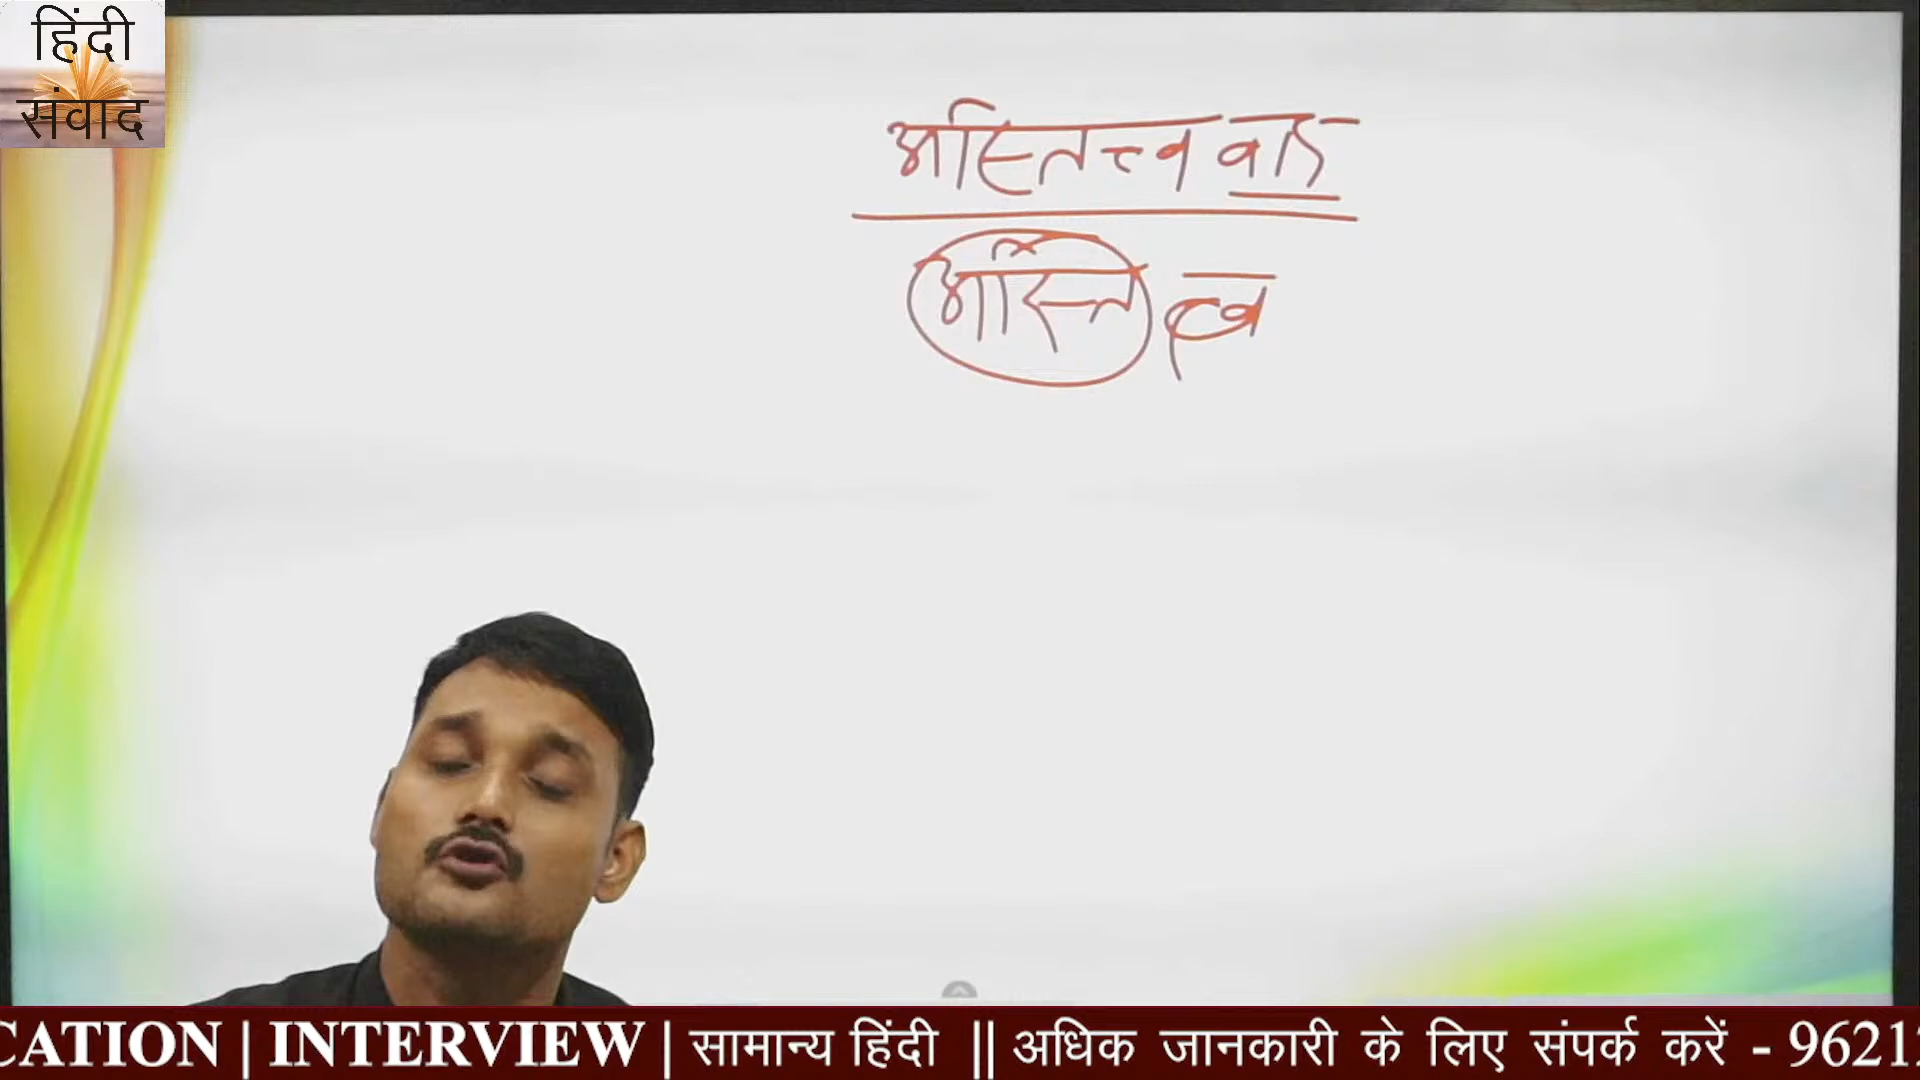 हिंदी
संवाद
अस्तित्त्ववाद
अस्ति त्व
CATION | INTERVIEW | सामान्य हिंदी || अधिक जानकारी के लिए संपर्क करें - 9621